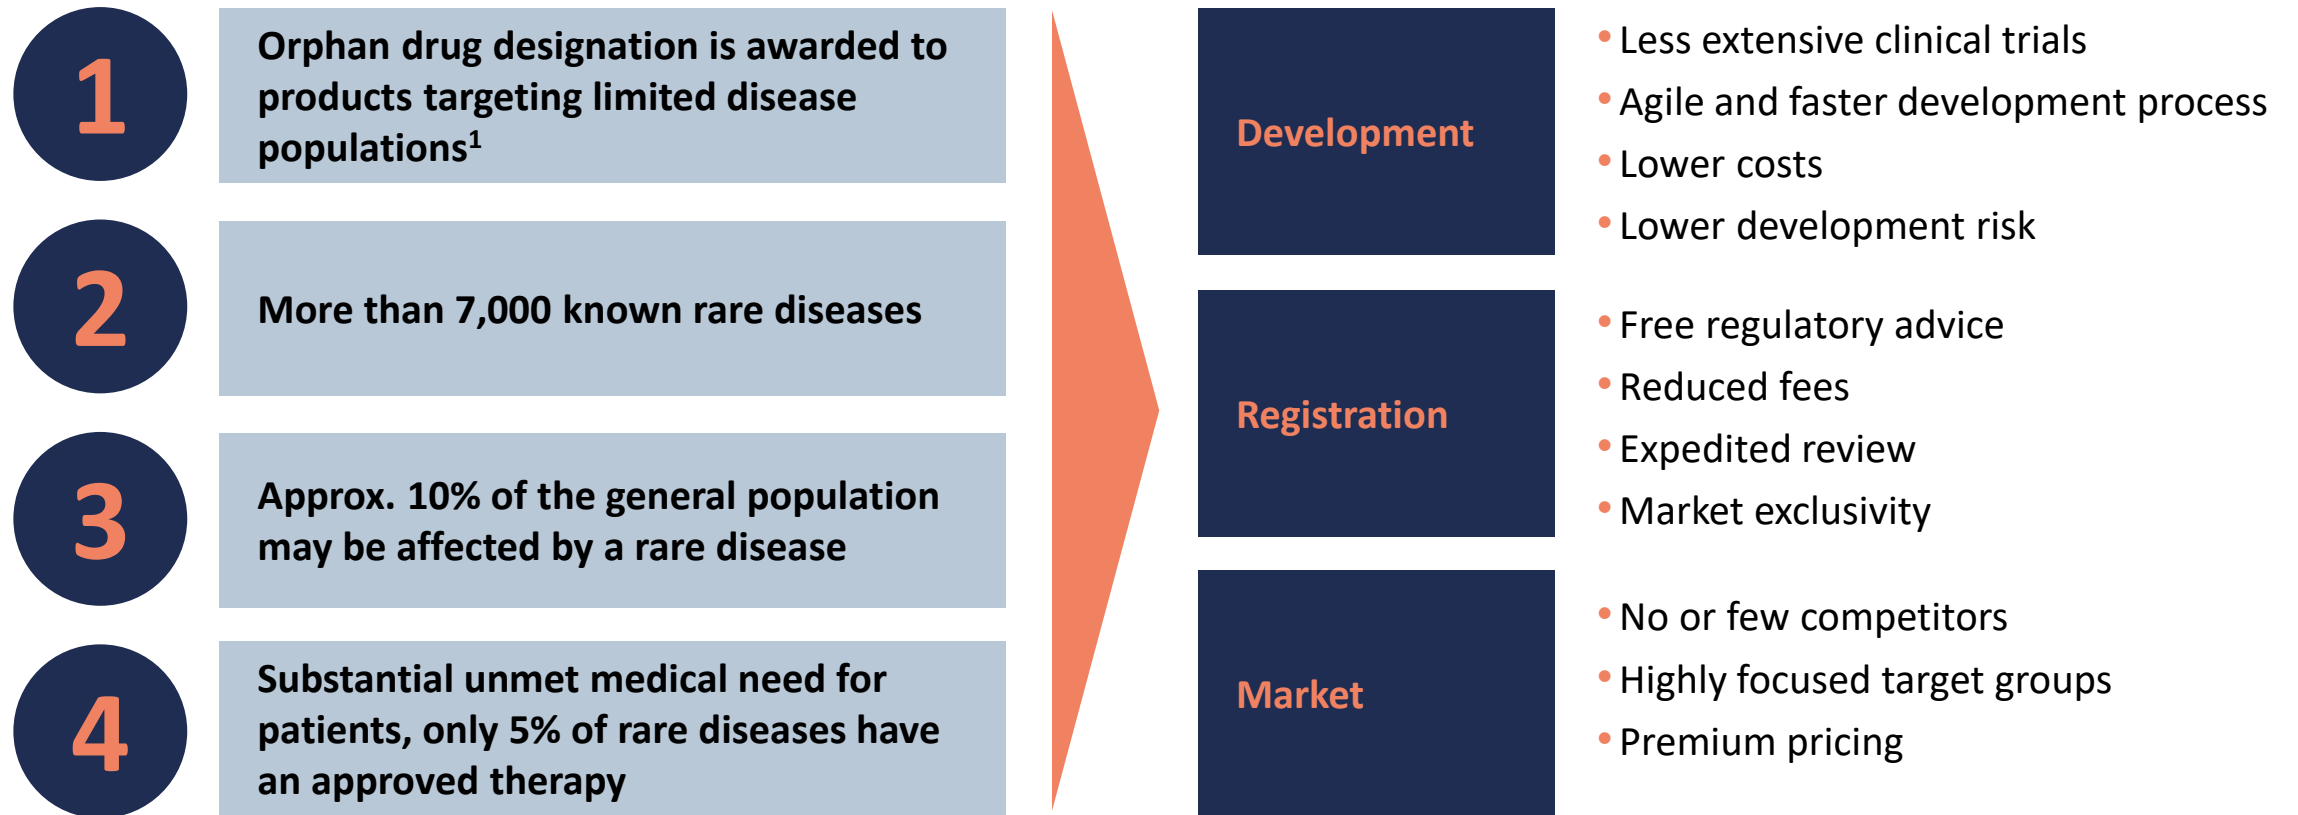 1
Orphan drug designation is awarded to
products targeting limited disease
populations¹
2
More than 7,000 known rare diseases
3
Approx. 10% of the general population
may be affected by a rare disease
4
Substantial unmet medical need for
patients, only 5% of rare diseases have
an approved therapy
Development
• Less extensive clinical trials
• Agile and faster development process
• Lower costs
• Lower development risk
Registration
• Free regulatory advice
• Reduced fees
• Expedited review
• Market exclusivity
Market
• No or few competitors
• Highly focused target groups
• Premium pricing